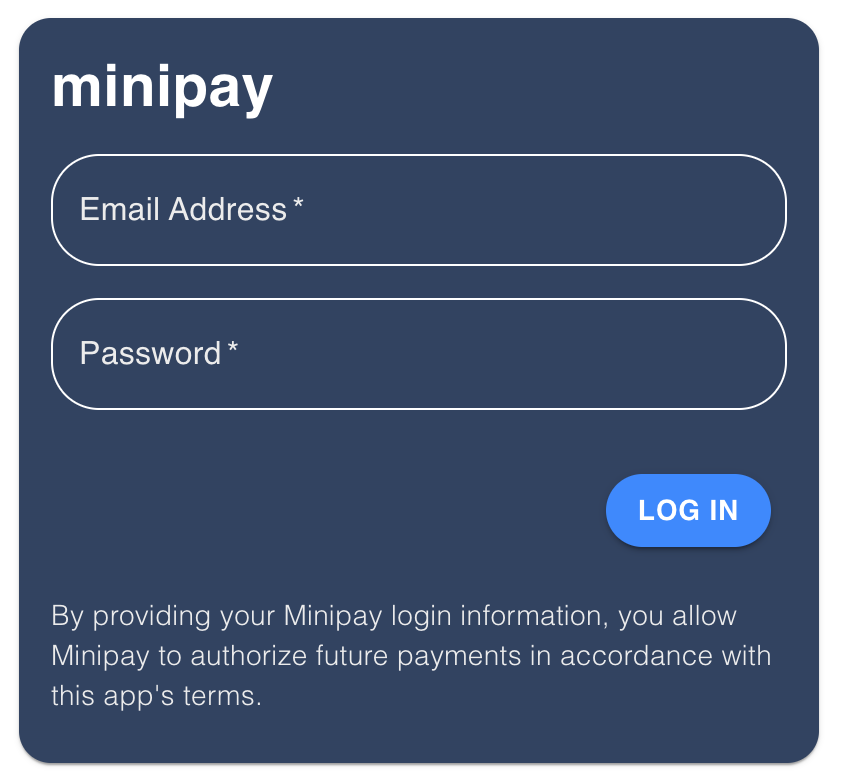 minipay
Email Address *
Password *
LOG IN
By providing your Minipay login information, you allow
Minipay to authorize future payments in accordance with
this app's terms.